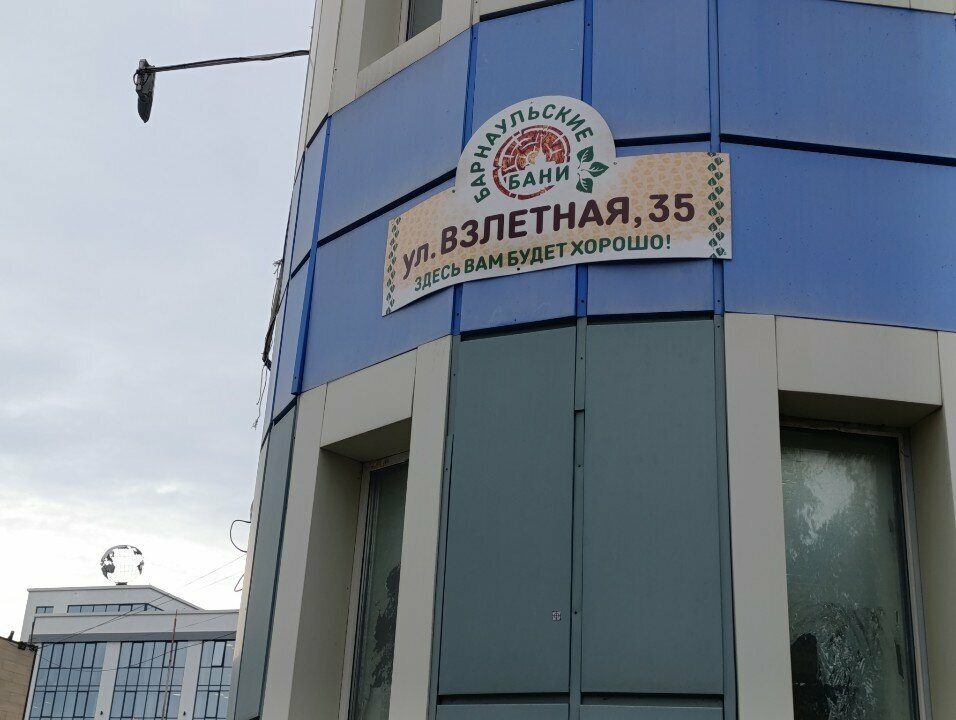 БАРНАУЛЬСКИЕ
БАНИ
ул. ВЗЛЕТНАЯ, 35
ЗДЕСЬ ВАМ БУДЕТ ХОРОШО!